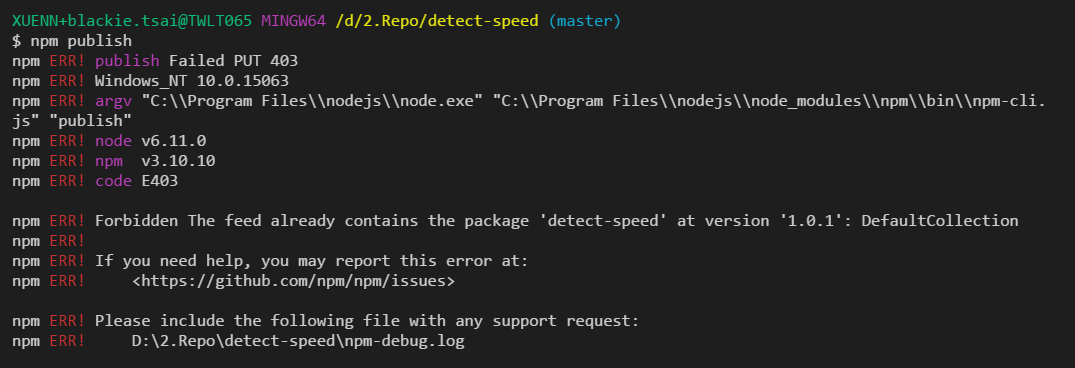 XUENN+blackie.tsai@TWLT065 MINGW64 /d/2.Repo/detect-speed (master)
$ npm publish
npm ERR! publish Failed PUT 403
npm ERR! Windows_NT 10.0.15063
npm ERR! argv "C:\\Program Files\\nodejs\\node.exe" "C:\\Program Files\\nodejs\\node_modules\\npm\\bin\\npm-cli.
js" "publish"
npm ERR! node v6.11.0
npm ERR! npm  v3.10.10
npm ERR! code E403

npm ERR! Forbidden The feed already contains the package 'detect-speed' at version '1.0.1': DefaultCollection
npm ERR!
npm ERR! If you need help, you may report this error at:
npm ERR!     <https://github.com/npm/npm/issues>

npm ERR! Please include the following file with any support request:
npm ERR!     D:\2.Repo\detect-speed\npm-debug.log